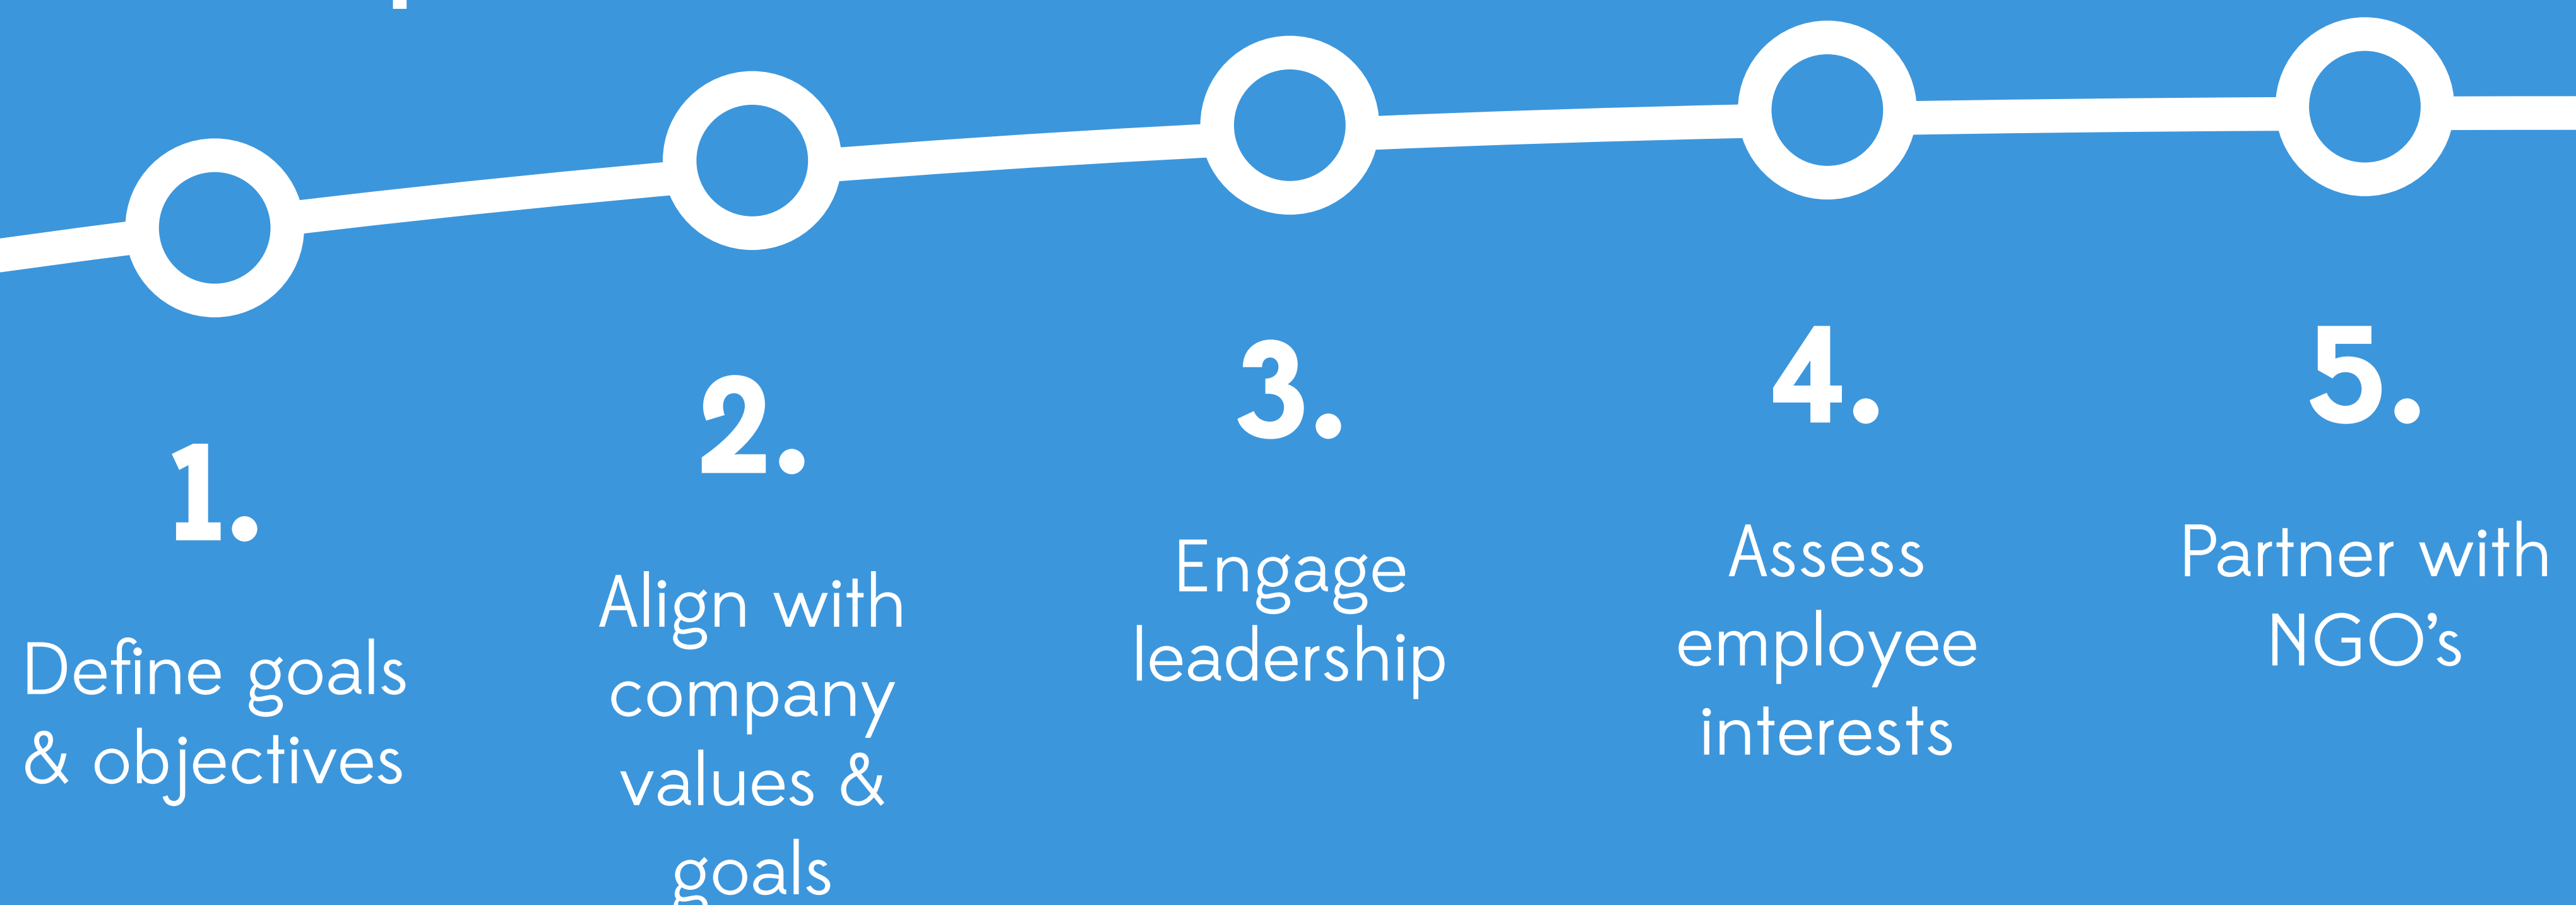 1.
Define goals
& objectives
2.
Align with
company
values &
goals
3.
Engage
leadership
4.
Assess
employee
interests
5.
Partner with
NGO’s